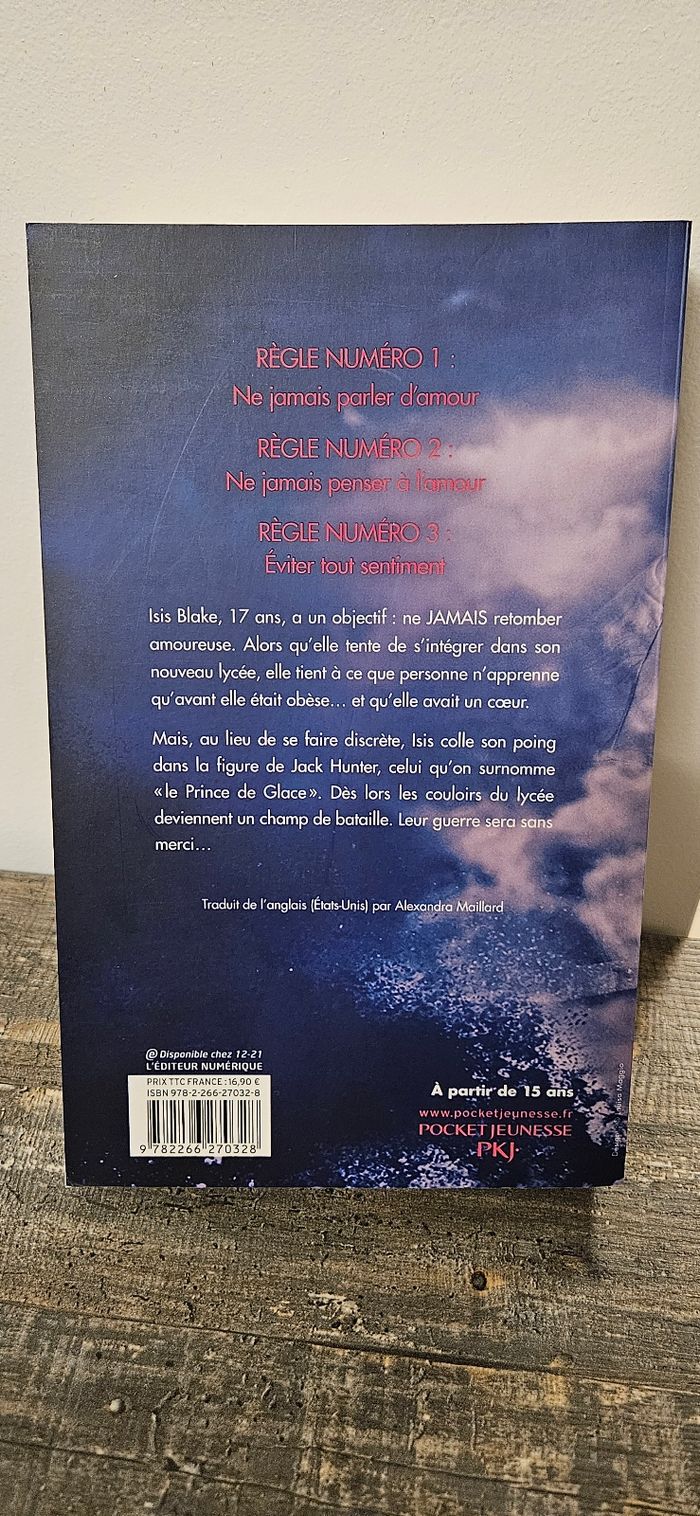 RÈGLE NUMÉRO 1 :
Ne jamais parler d'amour
RÈGLE NUMÉRO 2 :
Ne jamais penser à l'amour
RÈGLE NUMÉRO 3 :
Éviter tout sentiment
Isis Blake, 17 ans, a un objectif : ne JAMAIS retomber
amoureuse. Alors qu'elle tente de s'intégrer dans son
nouveau lycée, elle tient à ce que personne n'apprenne
qu'avant elle était obèse... et qu'elle avait un cœur.
Mais, au lieu de se faire discrète, Isis colle son poing
dans la figure de Jack Hunter, celui qu'on surnomme
« le Prince de Glace ». Dès lors les couloirs du lycée
deviennent un champ de bataille. Leur guerre sera sans
merci...
Traduit de l'anglais (États-Unis) par Alexandra Maillard
@ Disponible chez 12-21
L'ÉDITEUR NUMÉRIQUE
PRIX TTC FRANCE : 16,90 €
ISBN 978-2-266-27032-8
9 782266 270328
À partir de 15 ans
www.pocketjeunesse.fr
POCKET JEUNESSE
PKJ.
Maggio